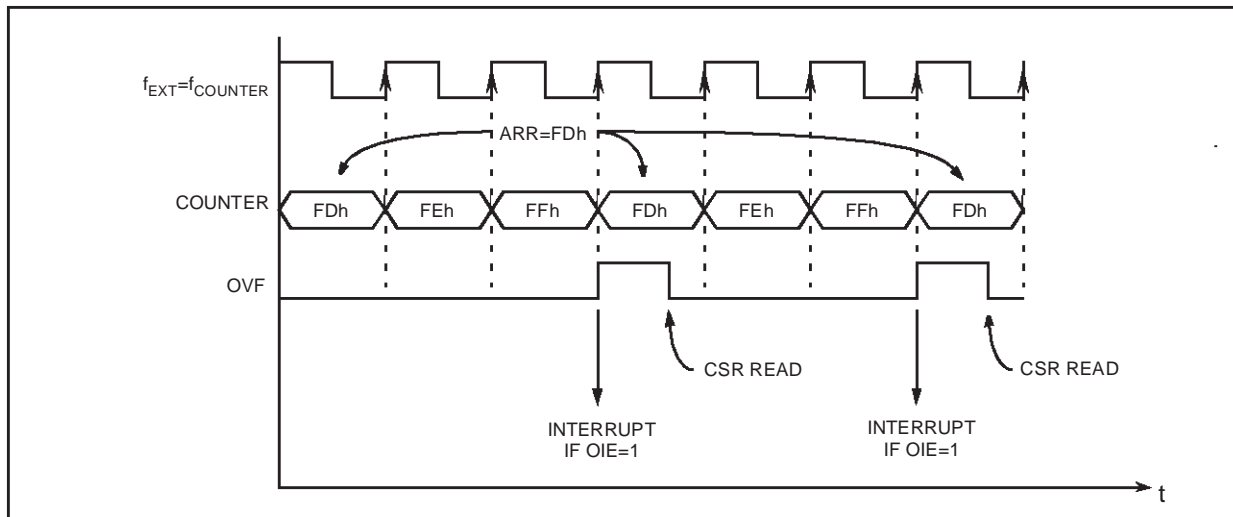 fEXT=fCOUNTER
ARR=FDh
COUNTER
FDh
FEh
FFh
FDh
FEh
FFh
FDh
OVF
CSR READ
CSR READ
INTERRUPT
IF OIE=1
INTERRUPT
IF OIE=1
t